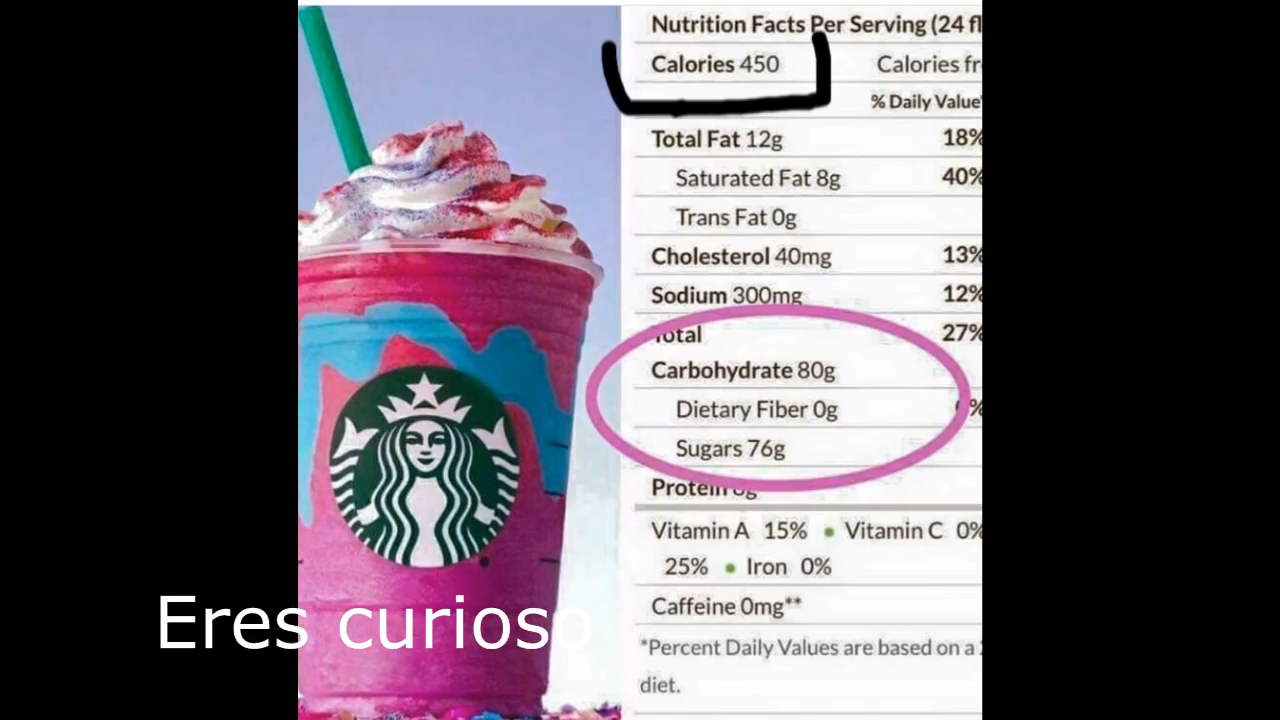 Nutrition Facts Per Serving (24 fl
Calories 450 Calories fr
% Daily Value*
Total Fat 12g 18%
Saturated Fat 8g 40%
Trans Fat 0g
Cholesterol 40mg 13%
Sodium 300mg 12%
Total 27%
Carbohydrate 80g
Dietary Fiber 0g %
Sugars 76g
Protein
Vitamin A 15% • Vitamin C 0%
25% • Iron 0%
Caffeine 0mg**
*Percent Daily Values are based on a
diet.
Eres curioso